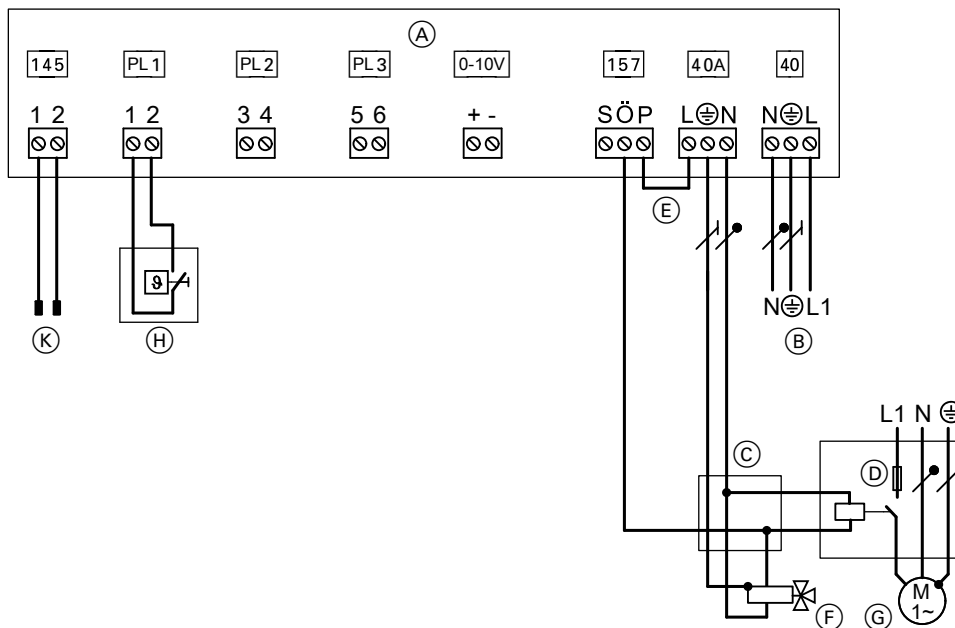 A
145 PL1 PL2 PL3 0-10V 157 40A 40
1 2 1 2 3 4 5 6 + - S Ö P L N N L
E
N L1
K H B
L1 N
C
D
M
1~
F G
ϑ